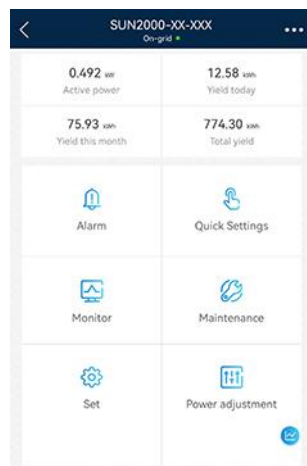 SUN2000-XX-XXX
On-grid
0.492 kW
12.58 kWh
Active power
Yield today
75.93 kWh
774.30 kWh
Yield this month
Total yield
Alarm
Quick Settings
Monitor
Maintenance
Set
Power adjustment